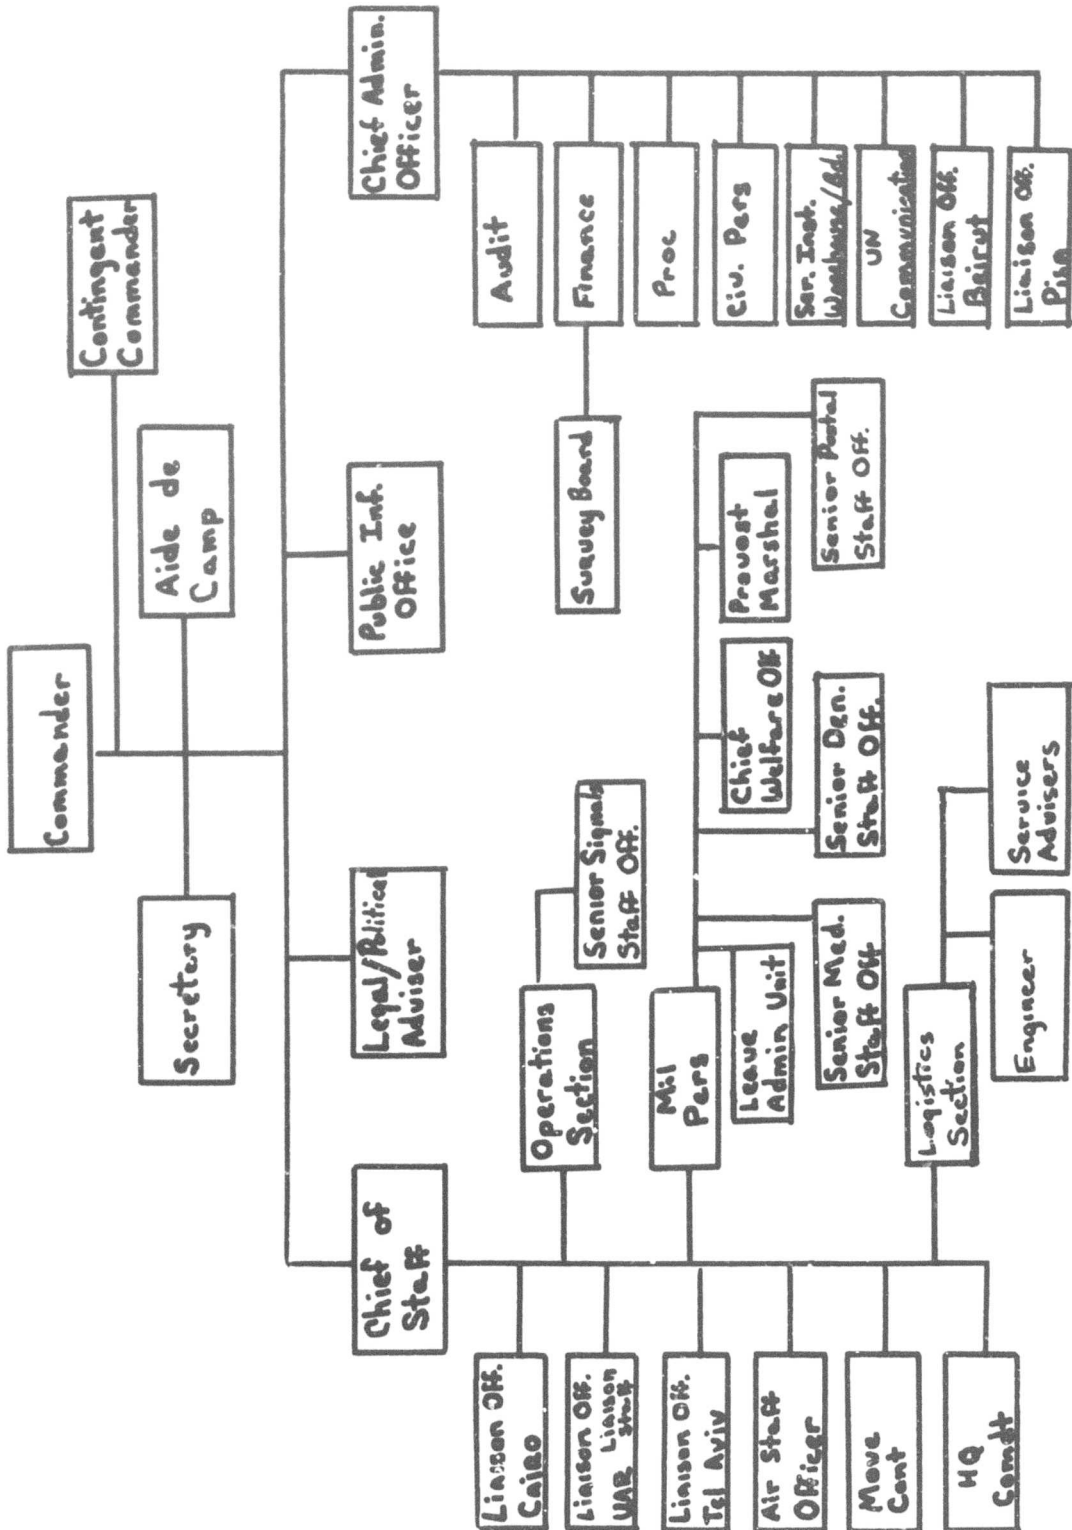 Commander
Contingent
Commander
Secretary
Aide de
Camp
Chief of
Staff
Legal/Political
Adviser
Public Inf.
Office
Chief Admin.
Officer
Liaison Off.
Cairo
Liaison Off.
UAR Liaison
Staff
Liaison Off.
Tel Aviv
Air Staff
Officer
Move
Cont
HQ
Comdt
Operations
Section
Senior Signals
Staff Off.
Mil
Pers
Leave
Admin Unit
Senior Med.
Staff Off
Senior Den.
Staff Off.
Chief
Welfare Off
Provost
Marshal
Senior Postal
Staff Off.
Logistics
Section
Engineer
Service
Advisers
Audit
Finance
Survey Board
Proc
Civ. Pers
Ser. Inst.
Warehouse/Rd.
UN
Communication
Liaison Off.
Beirut
Liaison Off.
Pisa